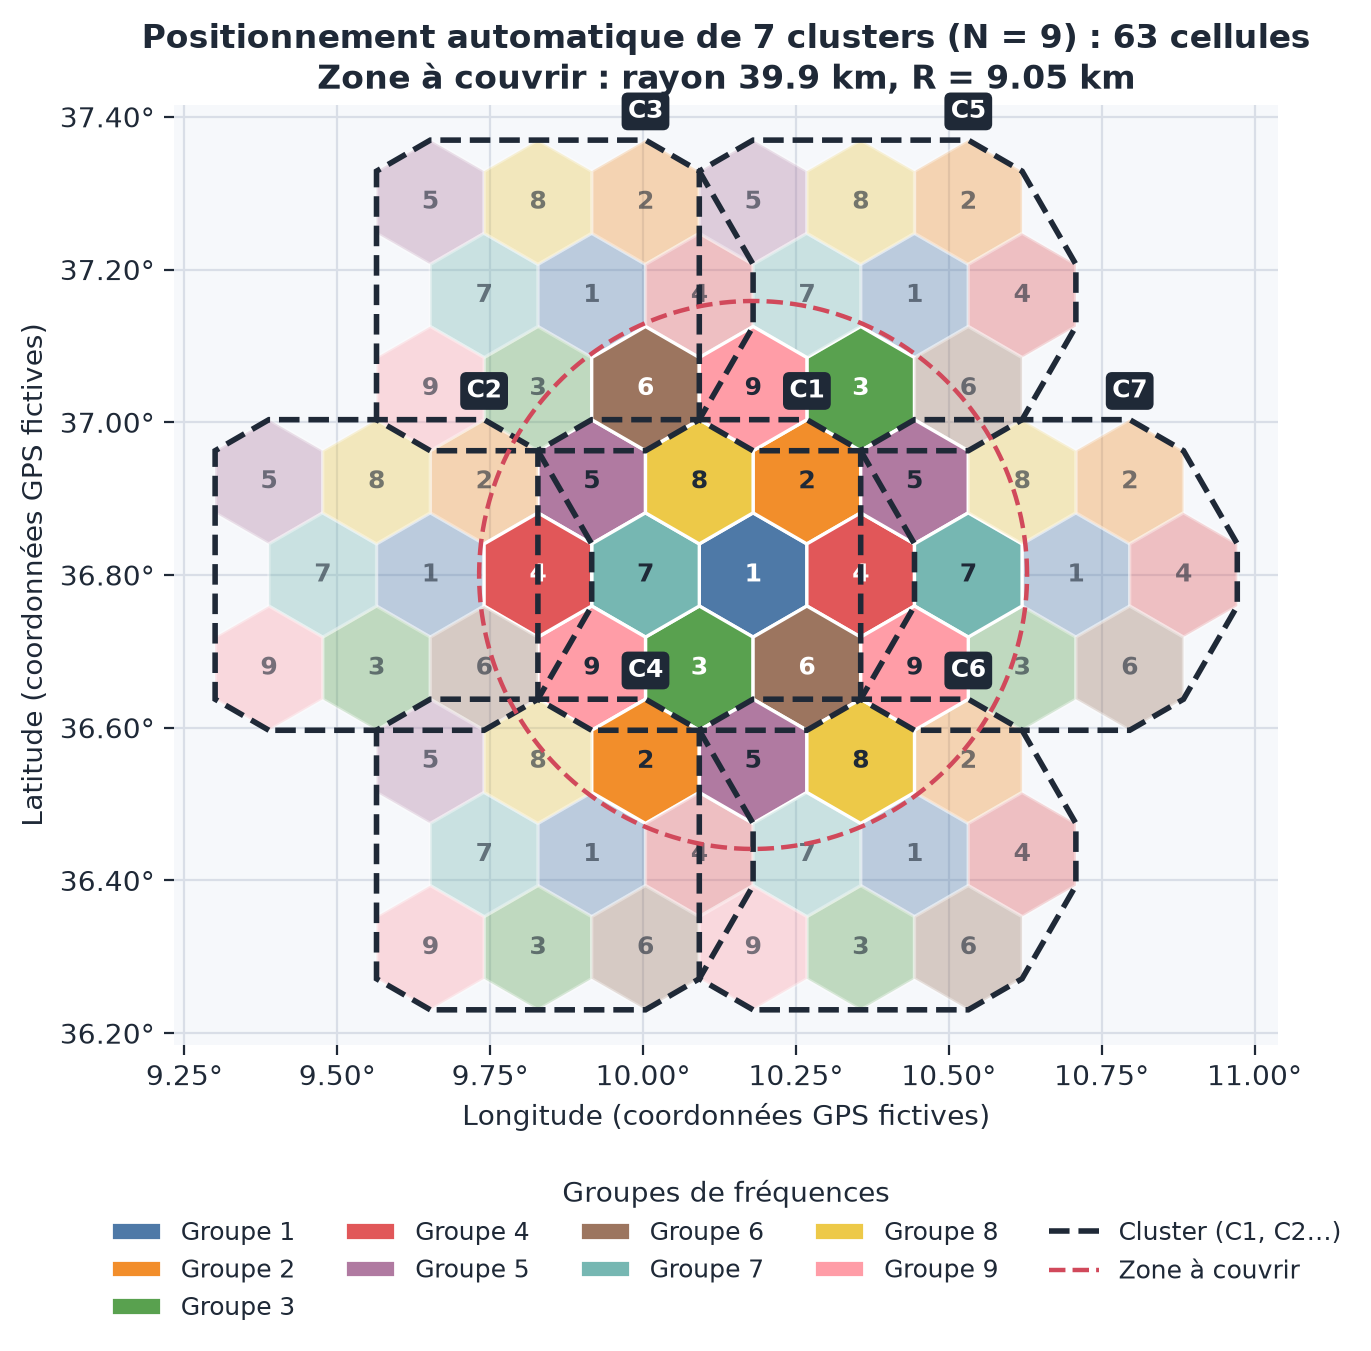 Positionnement automatique de 7 clusters (N = 9) : 63 cellules
Zone à couvrir : rayon 39.9 km, R = 9.05 km
C3 C5
37.40°
5 8 2 5 8 2
37.20°
7 1 4 7 1 4
9 3 6 9 3 6
C2 C1 C7
37.00°
5 8 2 5 8 2 5 8 2
36.80°
7 1 4 7 1 4 7 1 4
9 3 6 9 3 6 9 3 6
C4 C6
36.60°
5 8 2 5 8 2
7 1 4 7 1 4
36.40°
9 3 6 9 3 6
36.20°
9.25° 9.50° 9.75° 10.00° 10.25° 10.50° 10.75° 11.00°
Latitude (coordonnées GPS fictives)
Longitude (coordonnées GPS fictives)
Groupes de fréquences
Groupe 1 Groupe 4 Groupe 6 Groupe 8 Cluster (C1, C2...)
Groupe 2 Groupe 5 Groupe 7 Groupe 9 Zone à couvrir
Groupe 3